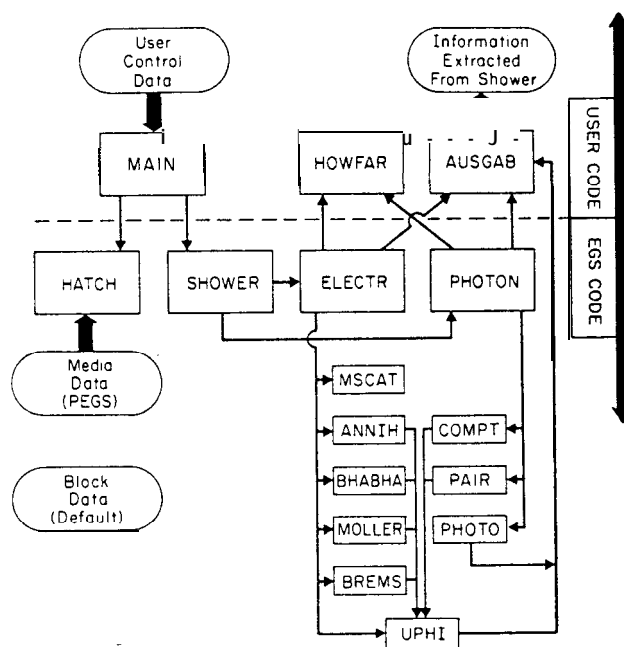 User
Control
Data
Information
Extracted
From Shower
MAIN
HOWFAR
AUSGAB
USER CODE
EGS CODE
HATCH
SHOWER
ELECTR
PHOTON
Media
Data
(PEGS)
MSCAT
ANNIH
COMPT
Block
Data
(Default)
BHABHA
PAIR
MOLLER
PHOTO
BREMS
UPHI